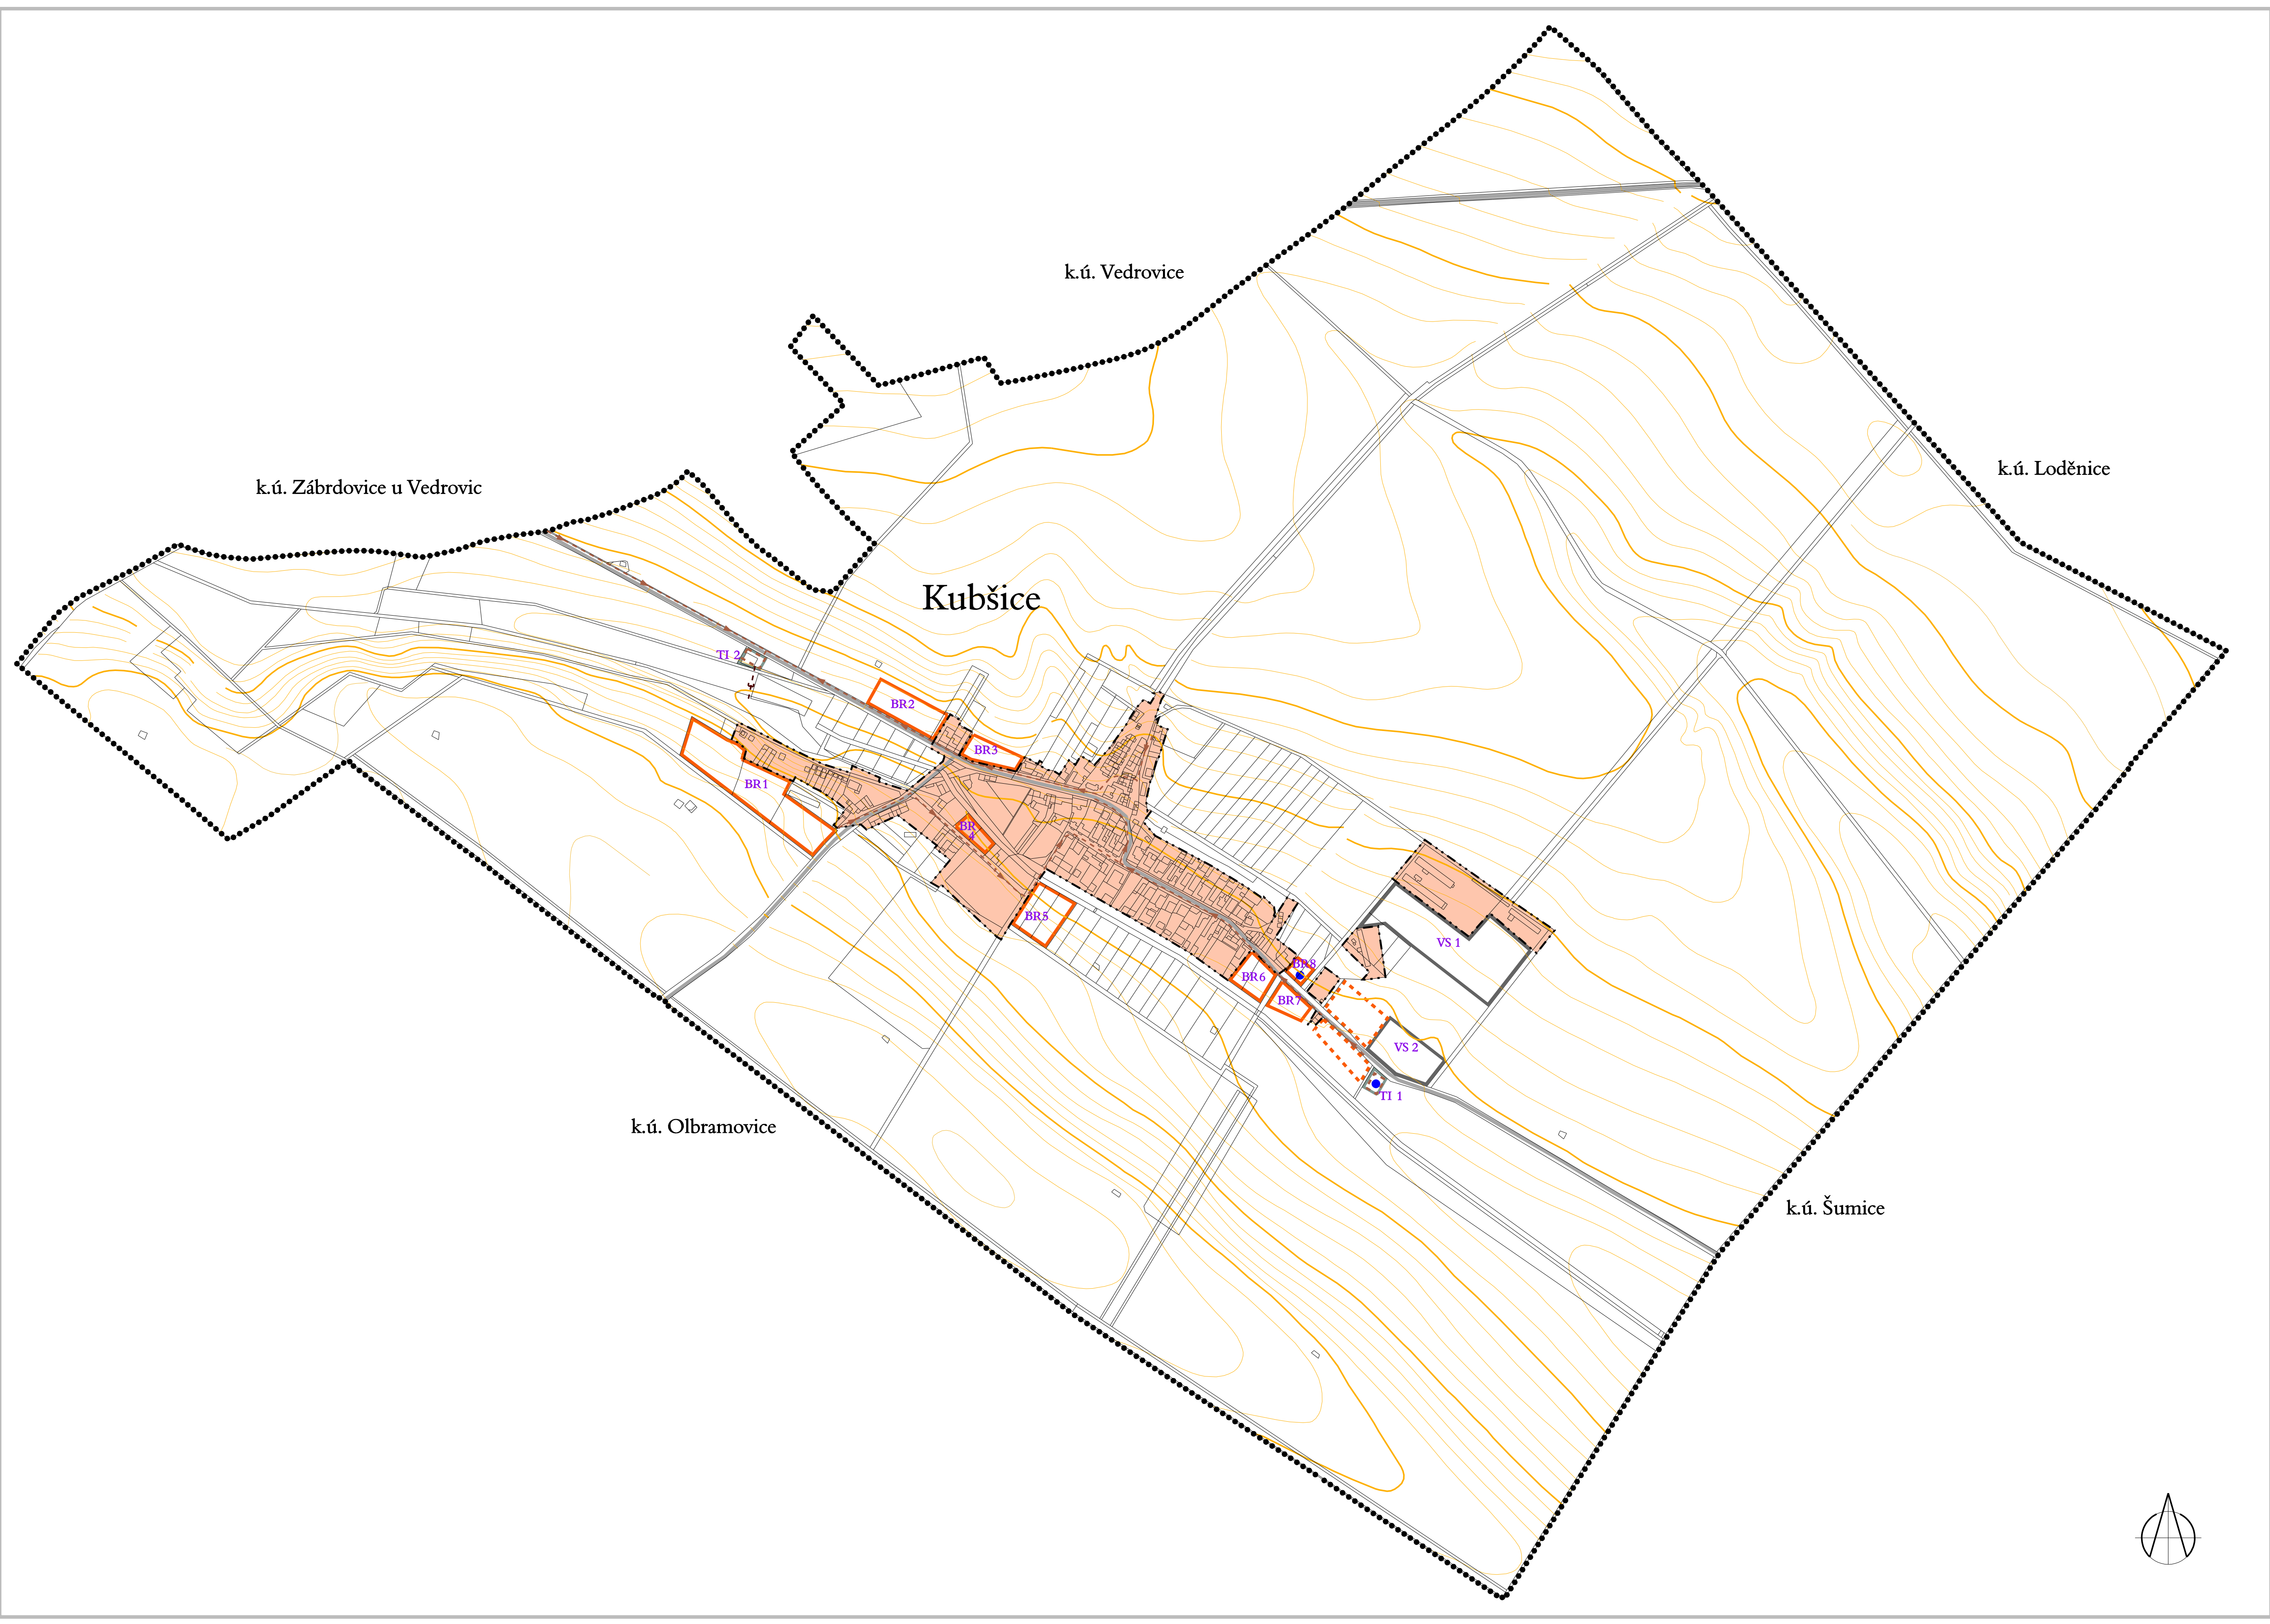 k.ú. Vedrovice
k.ú. Loděnice
k.ú. Zábrdovice u Vedrovic
Kubšice
TI 2
BR2
BR3
BR1
BR
4
BR5
VS 1
BR8
BR6
BR7
VS 2
TI 1
k.ú. Olbramovice
k.ú. Šumice